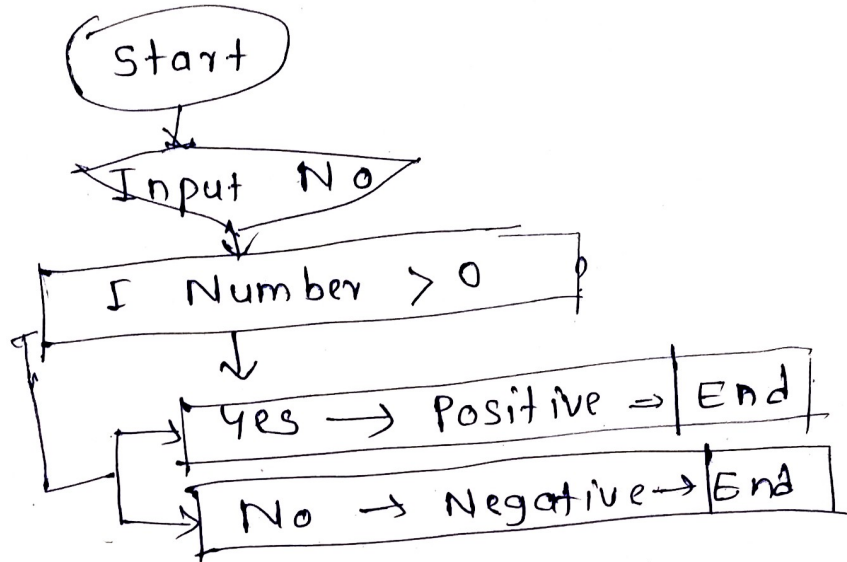 Start
Input No
I Number > 0
Yes → Positive ⇒ End
No → Negative → End